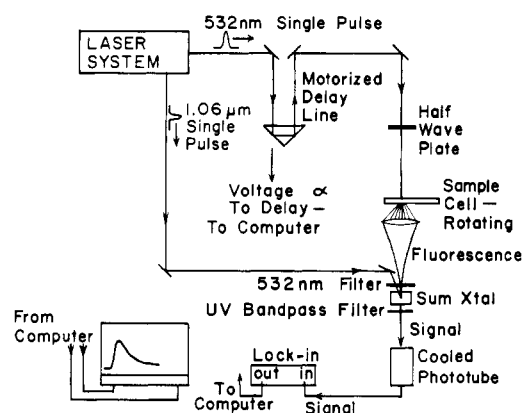 532nm Single Pulse
LASER
SYSTEM
Motorized
Delay
Line
1.06 μm
Single
Pulse
Half
Wave
Plate
Voltage ∝
To Delay –
To Computer
Sample
Cell –
Rotating
Fluorescence
532nm Filter
Sum Xtal
UV Bandpass Filter
Signal
From
Computer
Lock-in
out in
Cooled
Phototube
To
Computer
Signal